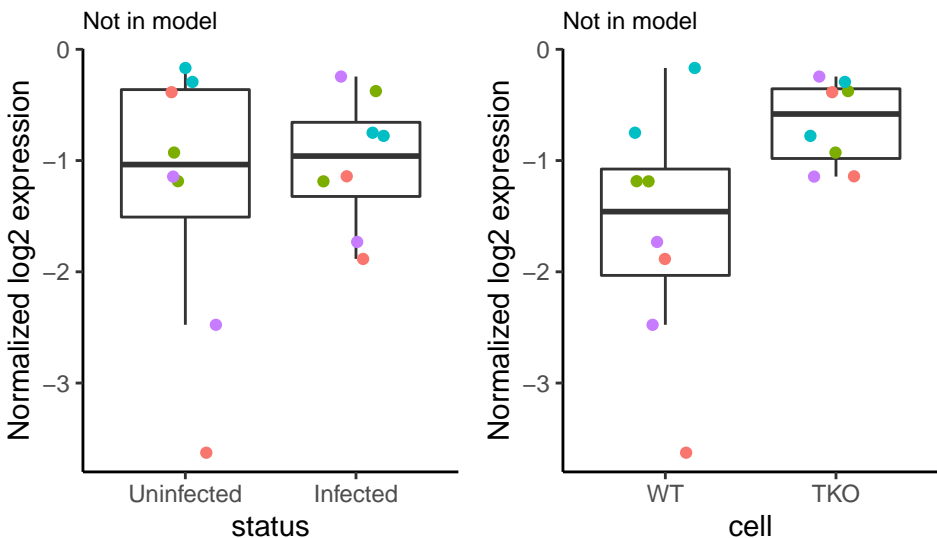 Not in model
Normalized log2 expression
0
−1
−2
−3
Uninfected
Infected
status
Not in model
Normalized log2 expression
0
−1
−2
−3
WT
TKO
cell